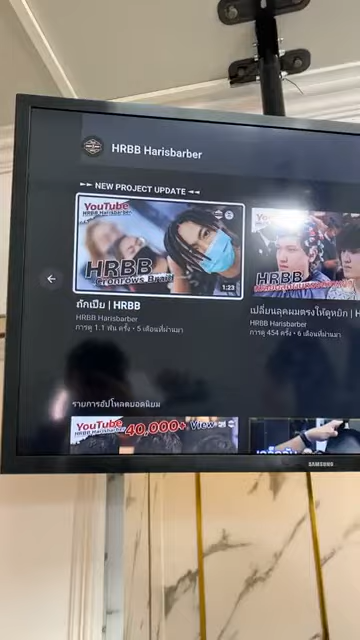 HRBB Harisbarber
►► NEW PROJECT UPDATE ◄◄
YouTube
HRBB Harisbarber
HRBB
Cronrows Braid
1:23
YouTube
HRBB
ถักเปีย | HRBB
HRBB Harisbarber
การดู 1.1 พัน ครั้ง • 5 เดือนที่ผ่านมา
เปลี่ยนลุคผมตรงให้ดูหยิก | H
HRBB Harisbarber
การดู 454 ครั้ง • 6 เดือนที่ผ่านมา
รายการอัปโหลดยอดนิยม
YouTube
HRBB Harisbarber
40,000+ View
SAMSUNG